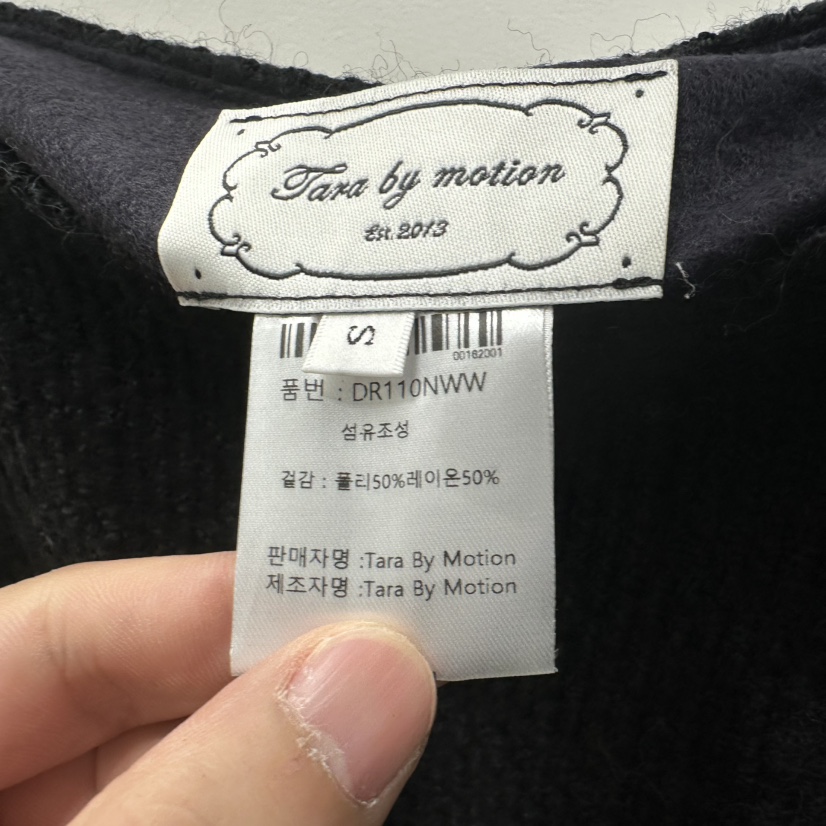 Tara by motion
Est. 2013
S
00162001
품번 : DR110NWW
섬유조성
겉감 : 폴리50%레이온50%
판매자명 :Tara By Motion
제조자명 :Tara By Motion